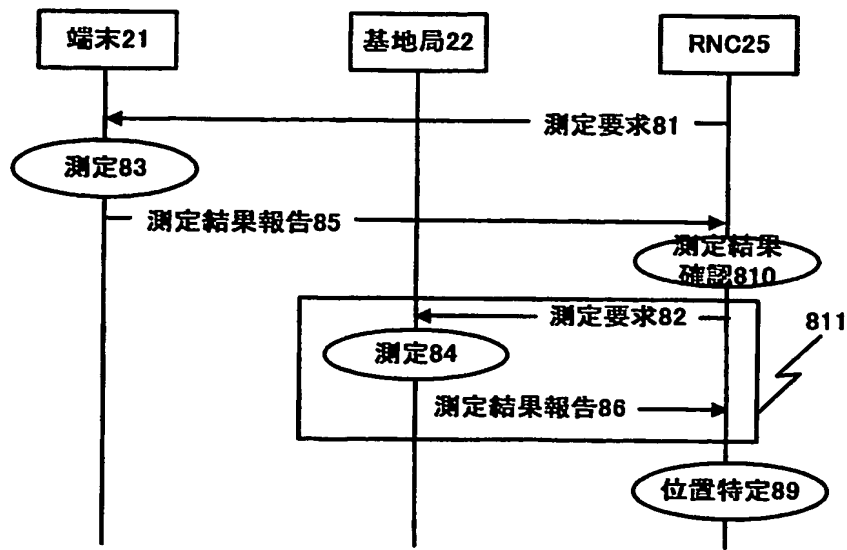 端末21
基地局22
RNC25
測定要求81
測定83
測定結果報告85
測定結果
確認810
測定要求82
811
測定84
測定結果報告86
位置特定89